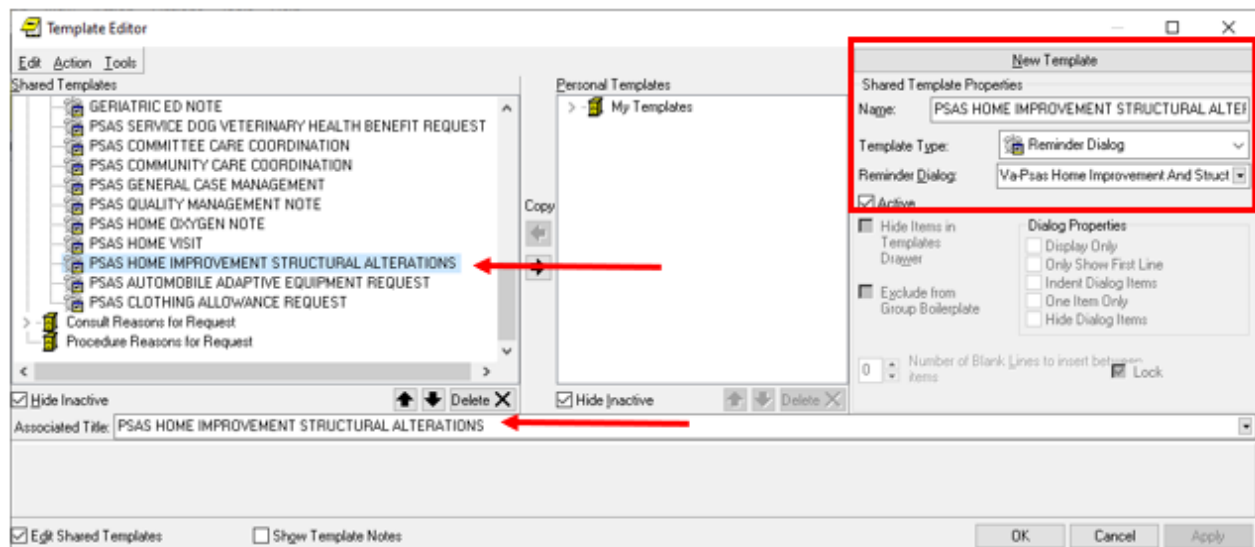 Template Editor
Edit Action Tools
Shared Templates
GERIATRIC ED NOTE
PSAS SERVICE DOG VETERINARY HEALTH BENEFIT REQUEST
PSAS COMMITTEE CARE COORDINATION
PSAS COMMUNITY CARE COORDINATION
PSAS GENERAL CASE MANAGEMENT
PSAS QUALITY MANAGEMENT NOTE
PSAS HOME OXYGEN NOTE
PSAS HOME VISIT
PSAS HOME IMPROVEMENT STRUCTURAL ALTERATIONS
PSAS AUTOMOBILE ADAPTIVE EQUIPMENT REQUEST
PSAS CLOTHING ALLOWANCE REQUEST
Consult Reasons for Request
Procedure Reasons for Request
Hide Inactive
Delete
Copy
Personal Templates
My Templates
Hide Inactive
Delete
New Template
Shared Template Properties
Name: PSAS HOME IMPROVEMENT STRUCTURAL ALTER
Template Type: Reminder Dialog
Reminder Dialog: Va-Psas Home Improvement And Struct
Active
Hide Items in
Templates
Drawer
Exclude from
Group Boilerplate
Dialog Properties
Display Only
Only Show First Line
Indent Dialog Items
One Item Only
Hide Dialog Items
0 Number of Blank Lines to insert between
items
Lock
Associated Title: PSAS HOME IMPROVEMENT STRUCTURAL ALTERATIONS
Edit Shared Templates Show Template Notes OK Cancel Apply